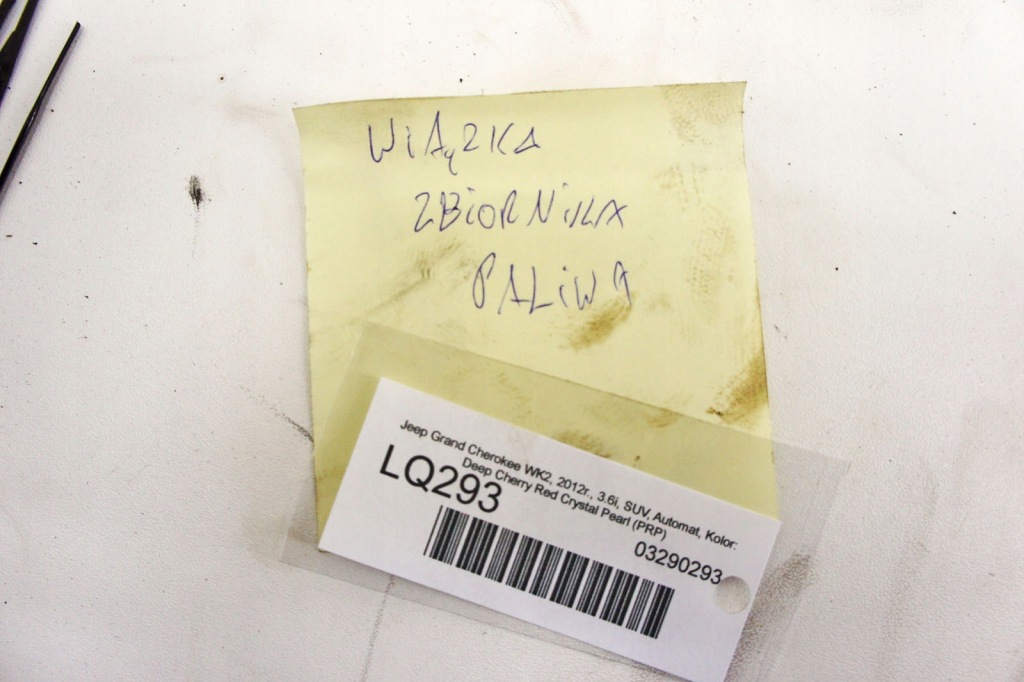 WIĄZKA
ZBiORNiKA
PALiWA
Jeep Grand Cherokee WK2, 2012r., 3.6i, SUV, Automat, Kolor:
Deep Cherry Red Crystal Pearl (PRP)
LQ293
03290293